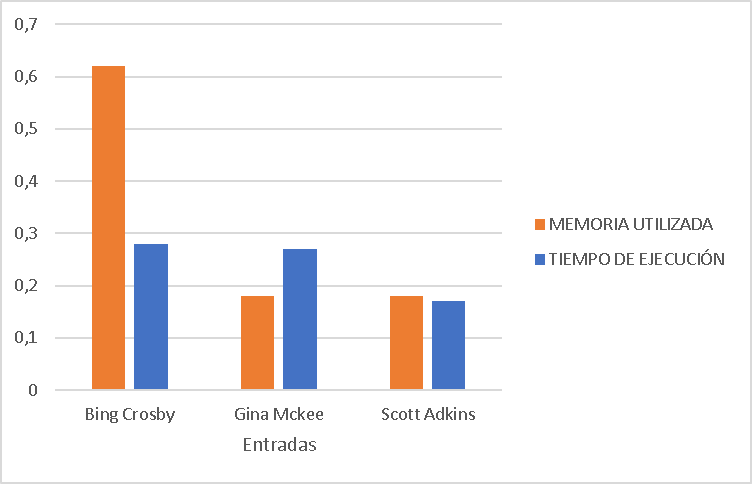 0,7
0,6
0,5
0,4
0,3
0,2
0,1
0
Bing Crosby Gina Mckee Scott Adkins
Entradas
MEMORIA UTILIZADA
TIEMPO DE EJECUCIÓN